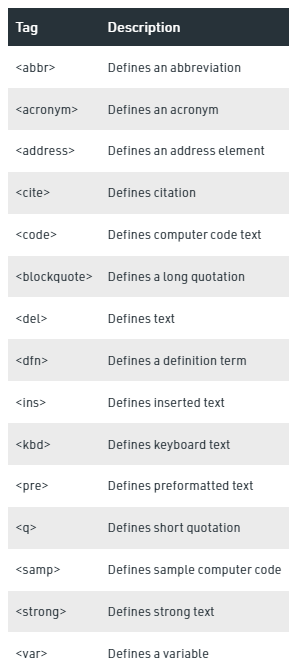 Tag Description
<abbr> Defines an abbreviation
<acronym> Defines an acronym
<address> Defines an address element
<cite> Defines citation
<code> Defines computer code text
<blockquote> Defines a long quotation
<del> Defines text
<dfn> Defines a definition term
<ins> Defines inserted text
<kbd> Defines keyboard text
<pre> Defines preformatted text
<q> Defines short quotation
<samp> Defines sample computer code
<strong> Defines strong text
<var> Defines a variable